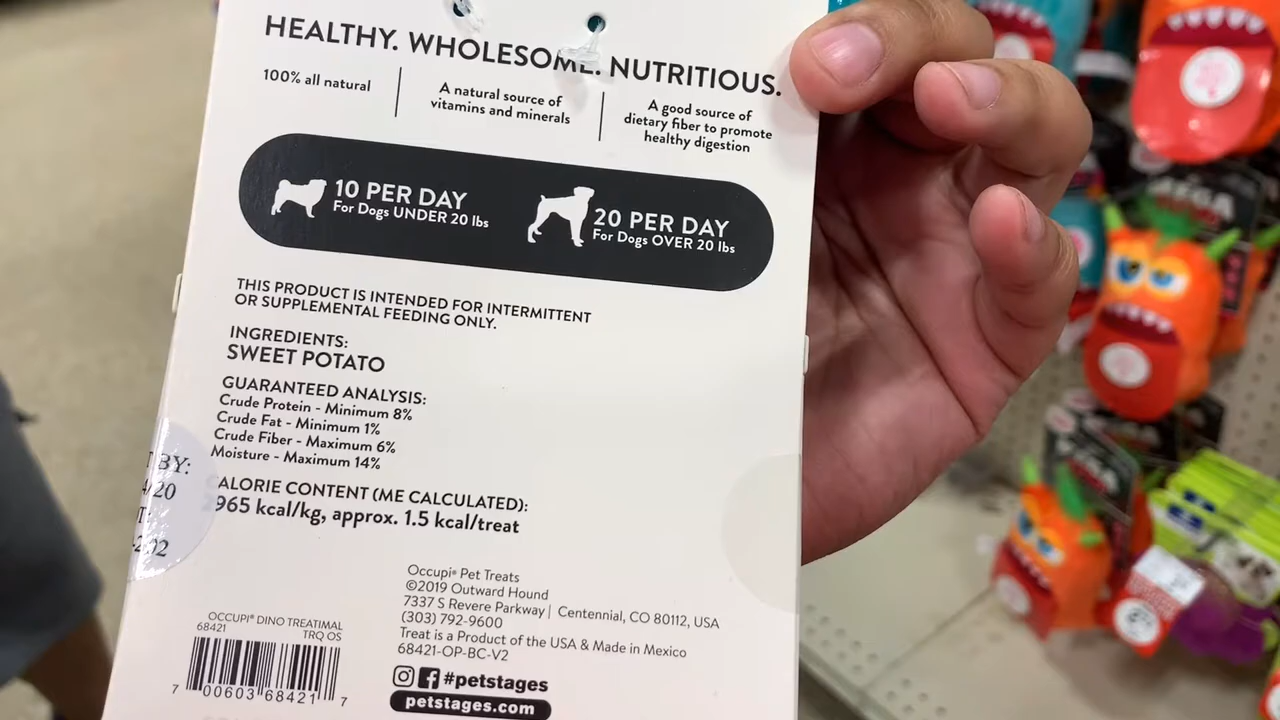 HEALTHY. WHOLESOME. NUTRITIOUS.
100% all natural
A natural source of
vitamins and minerals
A good source of
dietary fiber to promote
healthy digestion
10 PER DAY
For Dogs UNDER 20 lbs
20 PER DAY
For Dogs OVER 20 lbs
THIS PRODUCT IS INTENDED FOR INTERMITTENT
OR SUPPLEMENTAL FEEDING ONLY.
INGREDIENTS:
SWEET POTATO
GUARANTEED ANALYSIS:
Crude Protein - Minimum 8%
Crude Fat - Minimum 1%
Crude Fiber - Maximum 6%
Moisture - Maximum 14%
BY:
4/20
ALORIE CONTENT (ME CALCULATED):
2965 kcal/kg, approx. 1.5 kcal/treat
Occupi® Pet Treats
©2019 Outward Hound
7337 S Revere Parkway | Centennial, CO 80112, USA
(303) 792-9600
Treat is a Product of the USA & Made in Mexico
68421-OP-BC-V2
#petstages
petstages.com
OCCUPI® DINO TREATIMAL
68421 TRQ OS
7 00603 68421 7